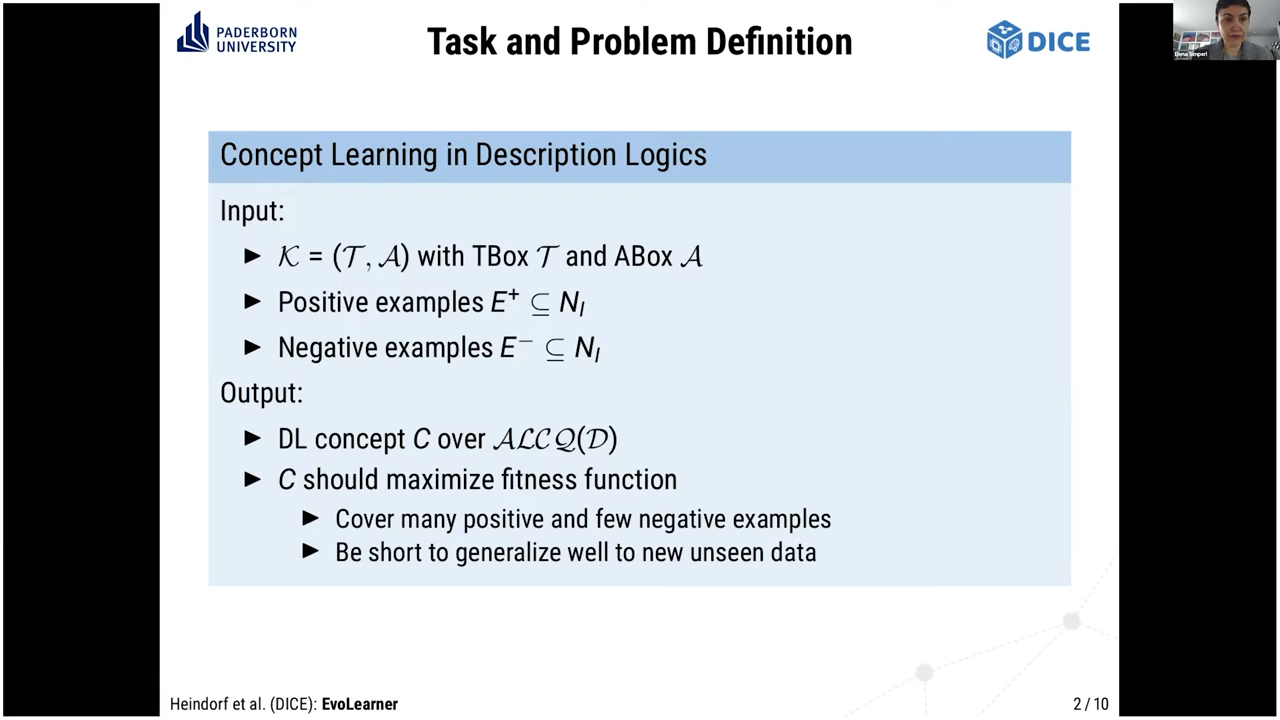 PADERBORN
UNIVERSITY
Task and Problem Definition
DICE
Elena Simperl
Concept Learning in Description Logics
Input:
► 𝒦 = (𝒯, 𝒜) with TBox 𝒯 and ABox 𝒜
► Positive examples E⁺ ⊆ N_I
► Negative examples E⁻ ⊆ N_I
Output:
► DL concept C over 𝒜ℒ𝒞𝒬(𝒟)
► C should maximize fitness function
► Cover many positive and few negative examples
► Be short to generalize well to new unseen data
Heindorf et al. (DICE): EvoLearner
2 / 10